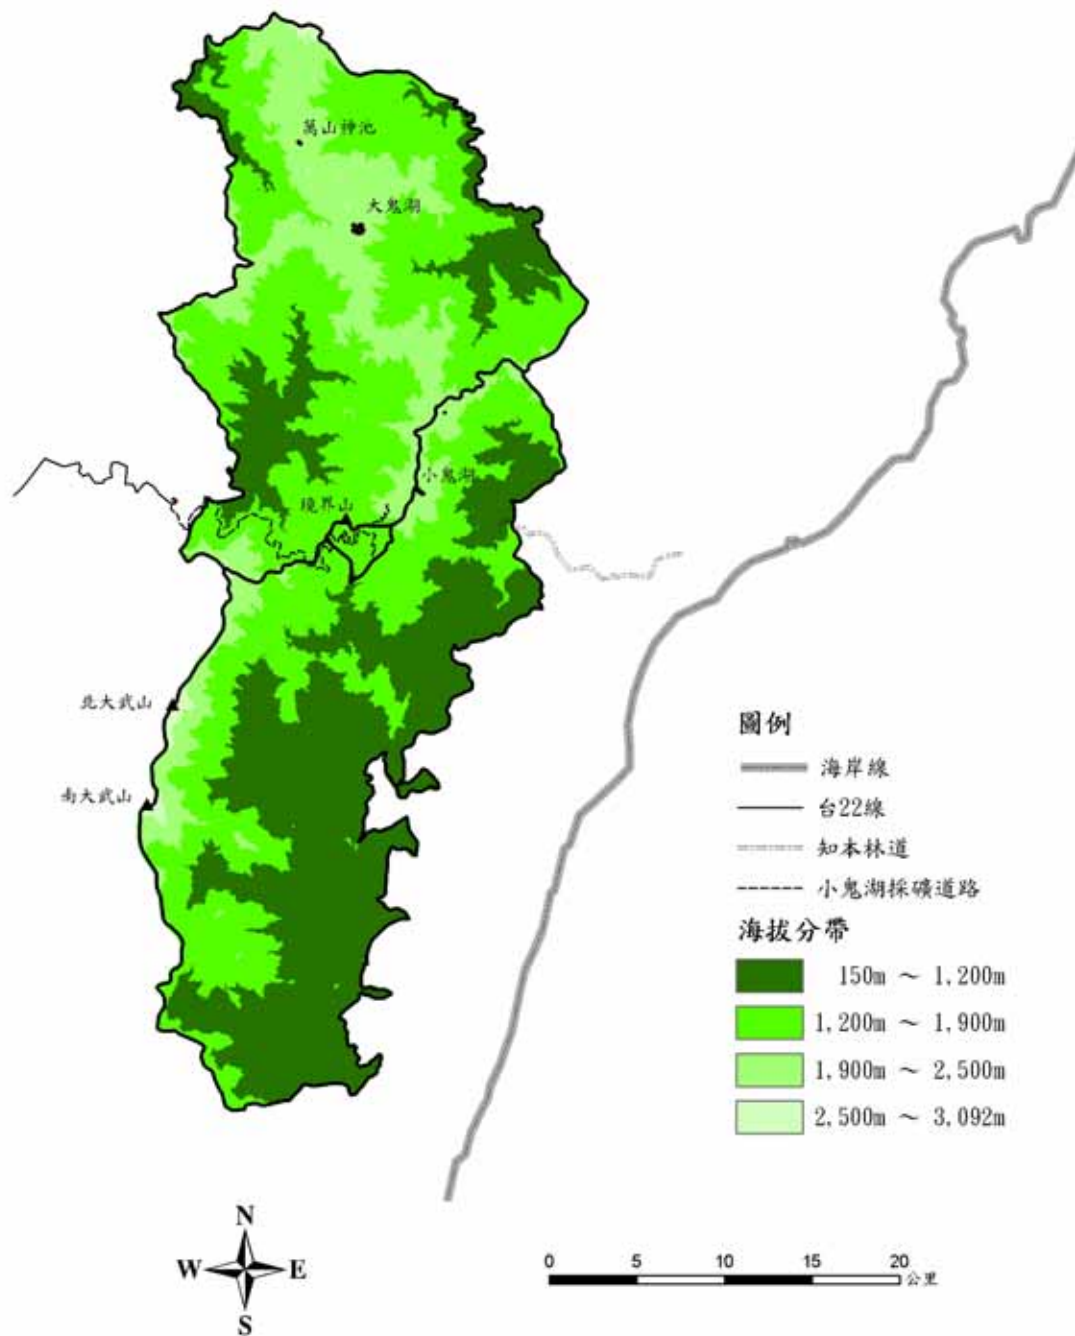 萬山神池
大鬼湖
小鬼湖
境界山
北大武山
南大武山
圖例
海岸線
台22線
知本林道
小鬼湖採礦道路
海拔分帶
150m ～ 1,200m
1,200m ～ 1,900m
1,900m ～ 2,500m
2,500m ～ 3,092m
N
W E
S
0 5 10 15 20
公里